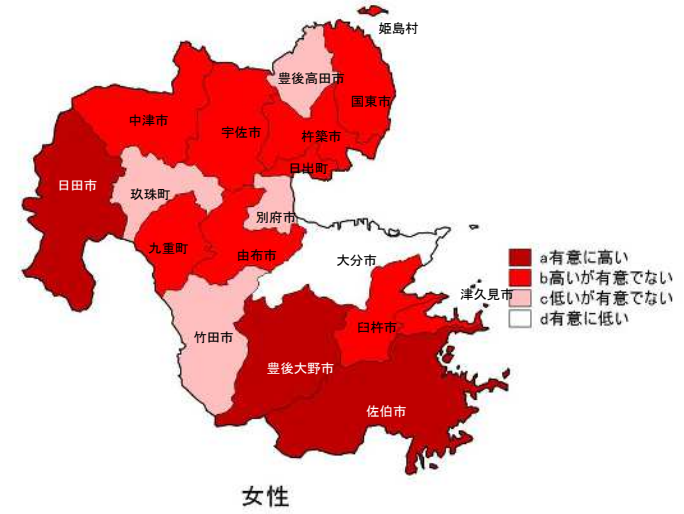 姫島村
豊後高田市
国東市
中津市
宇佐市
杵築市
日出町
日田市
玖珠町
別府市
九重町
由布市
大分市
a有意に高い
b高いが有意でない
c低いが有意でない
d有意に低い
津久見市
臼杵市
竹田市
豊後大野市
佐伯市
女性